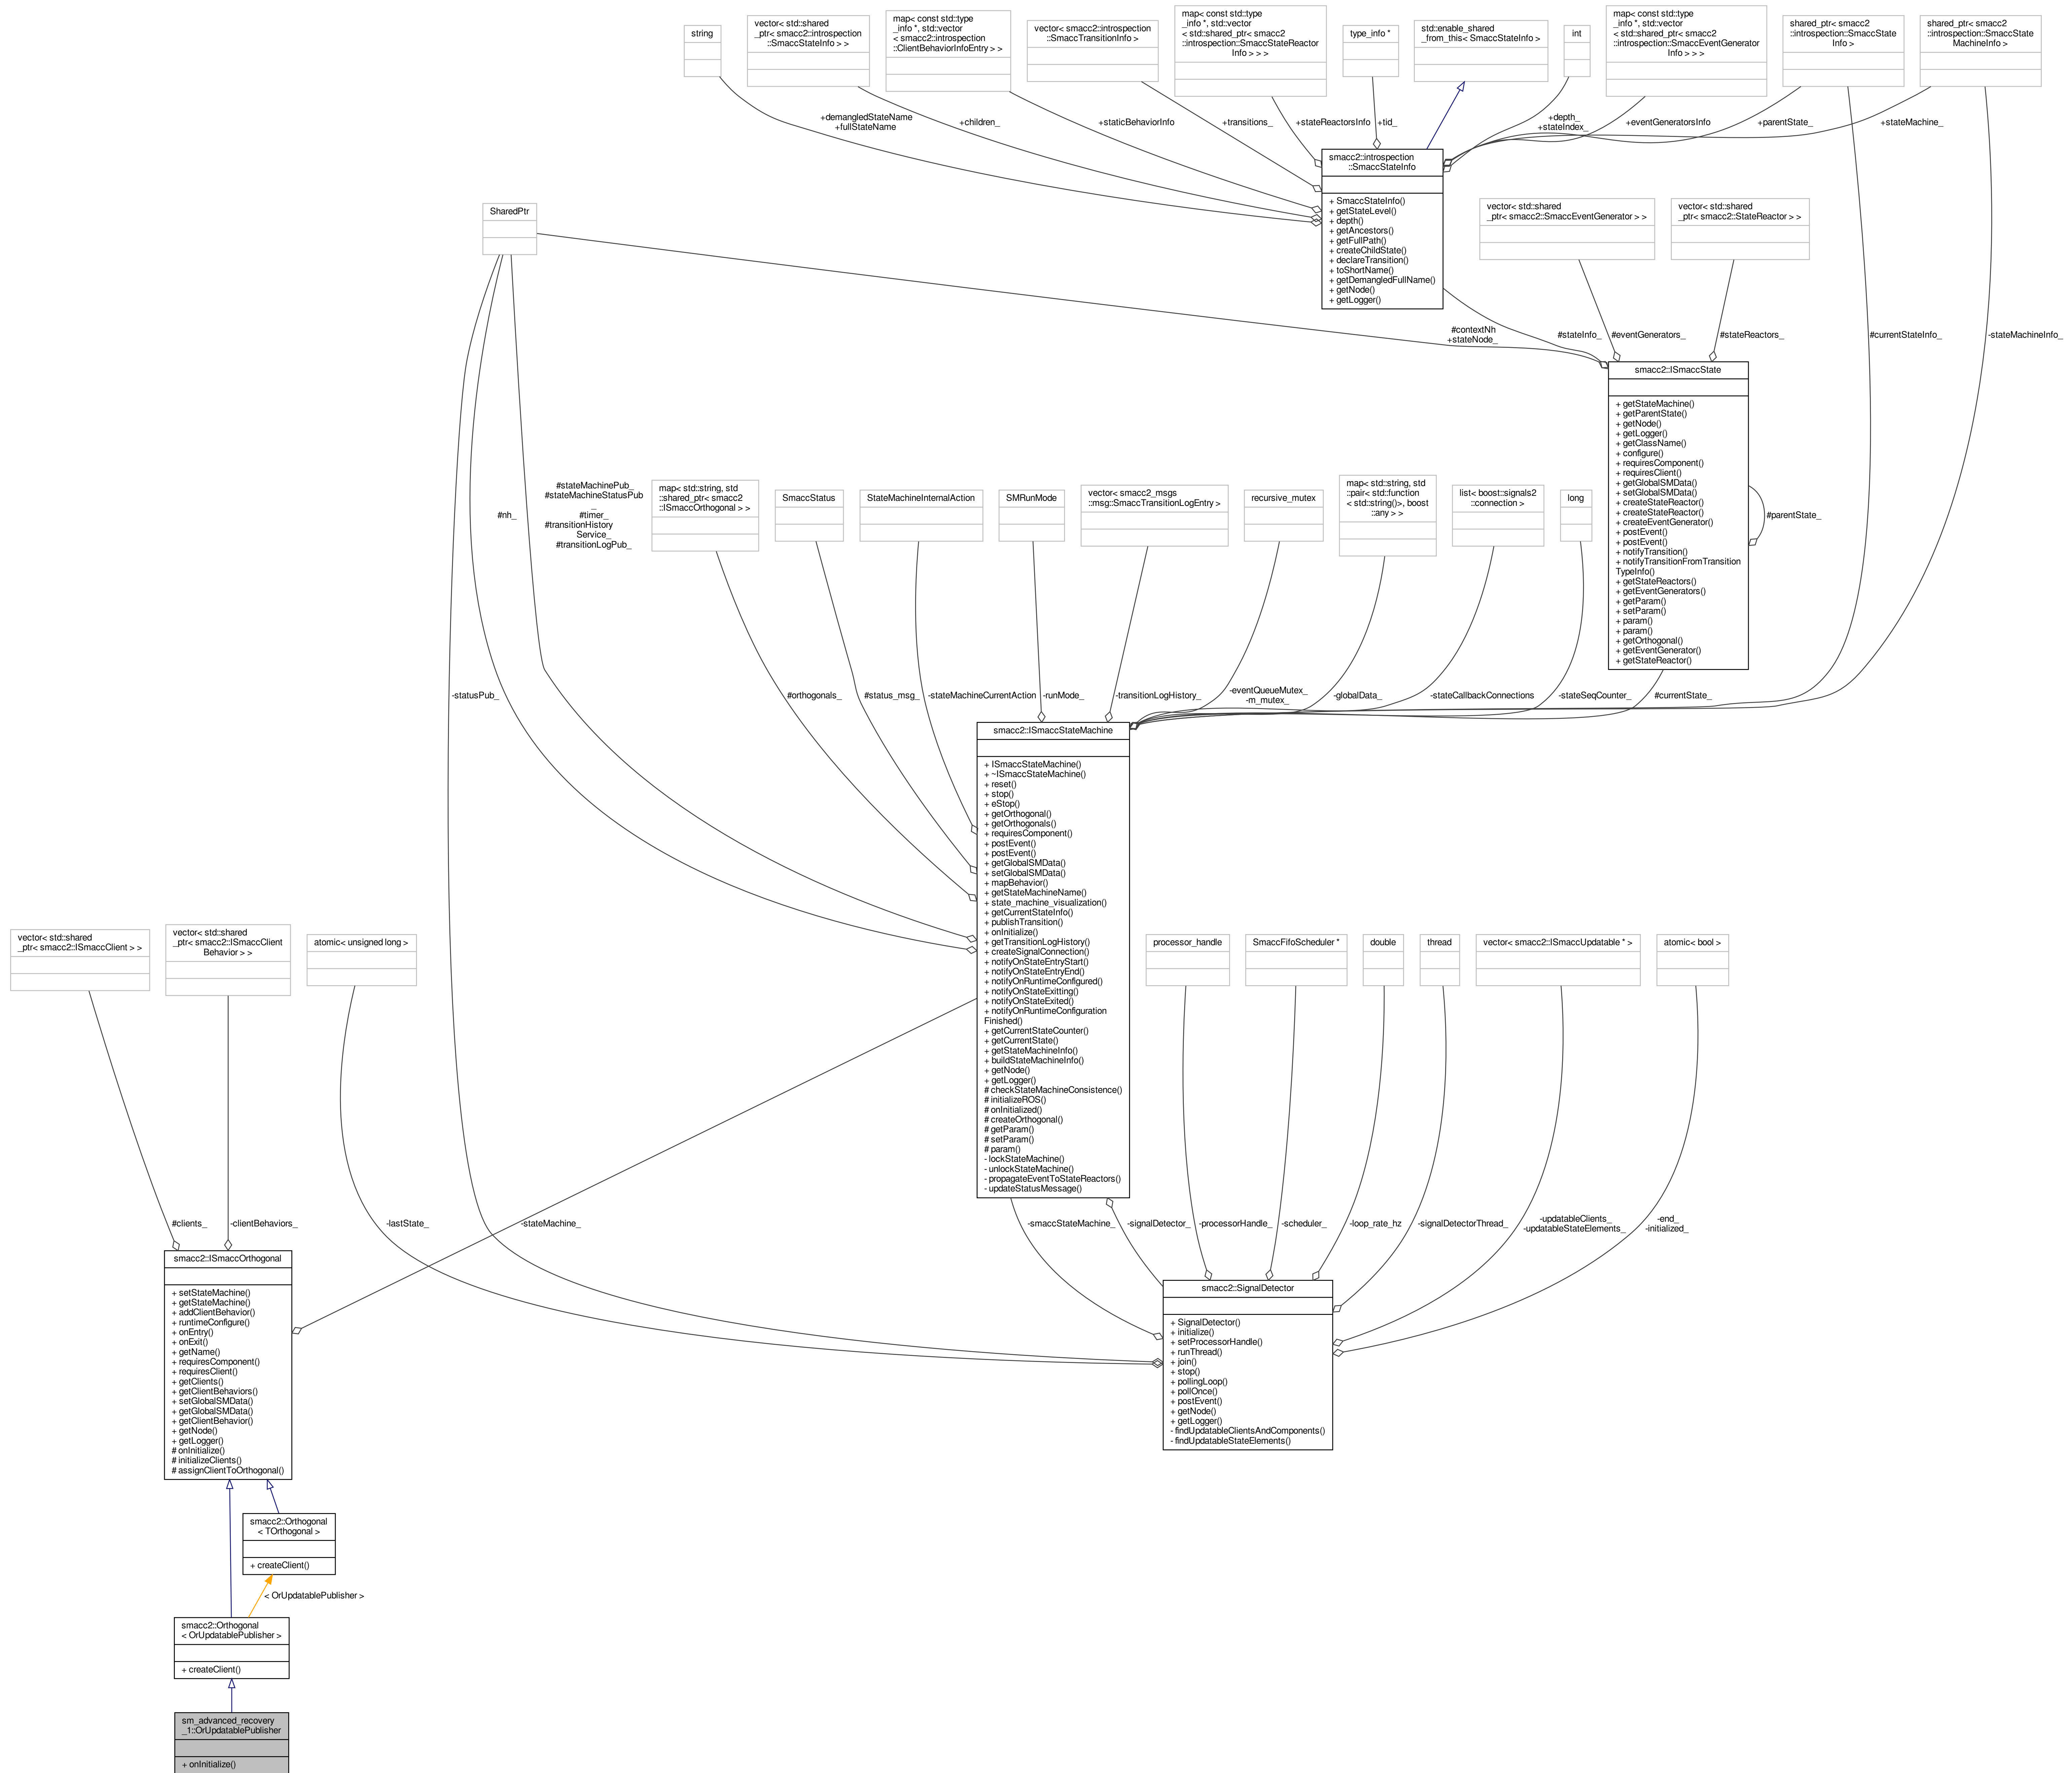 string
vector< std::shared
_ptr< smacc2::introspection
::SmaccStateInfo > >
map< const std::type
_info *, std::vector
< smacc2::introspection
::ClientBehaviorInfoEntry > >
vector< smacc2::introspection
::SmaccTransitionInfo >
map< const std::type
_info *, std::vector
< std::shared_ptr< smacc2
::introspection::SmaccStateReactor
Info > > >
type_info *
std::enable_shared
_from_this< SmaccStateInfo >
int
map< const std::type
_info *, std::vector
< std::shared_ptr< smacc2
::introspection::SmaccEventGenerator
Info > > >
shared_ptr< smacc2
::introspection::SmaccState
Info >
shared_ptr< smacc2
::introspection::SmaccState
MachineInfo >
+demangledStateName
+fullStateName
+children_
+staticBehaviorInfo
+transitions_
+stateReactorsInfo
+tid_
+depth_
+stateIndex_
+eventGeneratorsInfo
+parentState_
+stateMachine_
smacc2::introspection
::SmaccStateInfo
+ SmaccStateInfo()
+ getStateLevel()
+ depth()
+ getAncestors()
+ getFullPath()
+ createChildState()
+ declareTransition()
+ toShortName()
+ getDemangledFullName()
+ getNode()
+ getLogger()
SharedPtr
vector< std::shared
_ptr< smacc2::SmaccEventGenerator > >
vector< std::shared
_ptr< smacc2::StateReactor > >
#contextNh
+stateNode_
#stateInfo_
#eventGenerators_
#stateReactors_
#currentStateInfo_
-stateMachineInfo_
smacc2::ISmaccState
+ getStateMachine()
+ getParentState()
+ getNode()
+ getLogger()
+ getClassName()
+ configure()
+ requiresComponent()
+ requiresClient()
+ getGlobalSMData()
+ setGlobalSMData()
+ createStateReactor()
+ createStateReactor()
+ createEventGenerator()
+ postEvent()
+ postEvent()
+ notifyTransition()
+ notifyTransitionFromTransition
TypeInfo()
+ getStateReactors()
+ getEventGenerators()
+ getParam()
+ setParam()
+ param()
+ param()
+ getOrthogonal()
+ getEventGenerator()
+ getStateReactor()
#parentState_
#nh_
#stateMachinePub_
#stateMachineStatusPub
_
#timer_
#transitionHistory
Service_
#transitionLogPub_
map< std::string, std
::shared_ptr< smacc2
::ISmaccOrthogonal > >
SmaccStatus
StateMachineInternalAction
SMRunMode
vector< smacc2_msgs
::msg::SmaccTransitionLogEntry >
recursive_mutex
map< std::string, std
::pair< std::function
< std::string()>, boost
::any > >
list< boost::signals2
::connection >
long
-statusPub_
#orthogonals_
#status_msg_
-stateMachineCurrentAction
-runMode_
-transitionLogHistory_
-eventQueueMutex_
-m_mutex_
-globalData_
-stateCallbackConnections
-stateSeqCounter_
#currentState_
smacc2::ISmaccStateMachine
+ ISmaccStateMachine()
+ ~ISmaccStateMachine()
+ reset()
+ stop()
+ eStop()
+ getOrthogonal()
+ getOrthogonals()
+ requiresComponent()
+ postEvent()
+ postEvent()
+ getGlobalSMData()
+ setGlobalSMData()
+ mapBehavior()
+ getStateMachineName()
+ state_machine_visualization()
+ getCurrentStateInfo()
+ publishTransition()
+ onInitialize()
+ getTransitionLogHistory()
+ createSignalConnection()
+ notifyOnStateEntryStart()
+ notifyOnStateEntryEnd()
+ notifyOnRuntimeConfigured()
+ notifyOnStateExitting()
+ notifyOnStateExited()
+ notifyOnRuntimeConfiguration
Finished()
+ getCurrentStateCounter()
+ getCurrentState()
+ getStateMachineInfo()
+ buildStateMachineInfo()
+ getNode()
+ getLogger()
# checkStateMachineConsistence()
# initializeROS()
# onInitialized()
# createOrthogonal()
# getParam()
# setParam()
# param()
- lockStateMachine()
- unlockStateMachine()
- propagateEventToStateReactors()
- updateStatusMessage()
vector< std::shared
_ptr< smacc2::ISmaccClient > >
vector< std::shared
_ptr< smacc2::ISmaccClient
Behavior > >
atomic< unsigned long >
processor_handle
SmaccFifoScheduler *
double
thread
vector< smacc2::ISmaccUpdatable * >
atomic< bool >
#clients_
-clientBehaviors_
-lastState_
-stateMachine_
-smaccStateMachine_
-signalDetector_
-processorHandle_
-scheduler_
-loop_rate_hz
-signalDetectorThread_
-updatableClients_
-updatableStateElements_
-end_
-initialized_
smacc2::ISmaccOrthogonal
+ setStateMachine()
+ getStateMachine()
+ addClientBehavior()
+ runtimeConfigure()
+ onEntry()
+ onExit()
+ getName()
+ requiresComponent()
+ requiresClient()
+ getClients()
+ getClientBehaviors()
+ setGlobalSMData()
+ getGlobalSMData()
+ getClientBehavior()
+ getNode()
+ getLogger()
# onInitialize()
# initializeClients()
# assignClientToOrthogonal()
smacc2::SignalDetector
+ SignalDetector()
+ initialize()
+ setProcessorHandle()
+ runThread()
+ join()
+ stop()
+ pollingLoop()
+ pollOnce()
+ postEvent()
+ getNode()
+ getLogger()
- findUpdatableClientsAndComponents()
- findUpdatableStateElements()
smacc2::Orthogonal
< TOrthogonal >
+ createClient()
< OrUpdatablePublisher >
smacc2::Orthogonal
< OrUpdatablePublisher >
+ createClient()
sm_advanced_recovery
_1::OrUpdatablePublisher
+ onInitialize()